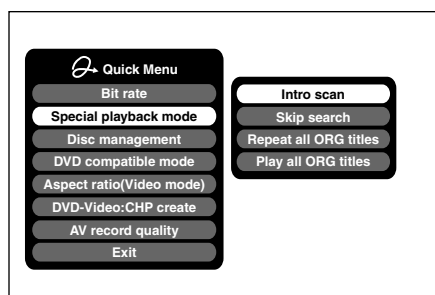 Quick Menu
Bit rate
Special playback mode
Disc management
DVD compatible mode
Aspect ratio(Video mode)
DVD-Video:CHP create
AV record quality
Exit
Intro scan
Skip search
Repeat all ORG titles
Play all ORG titles